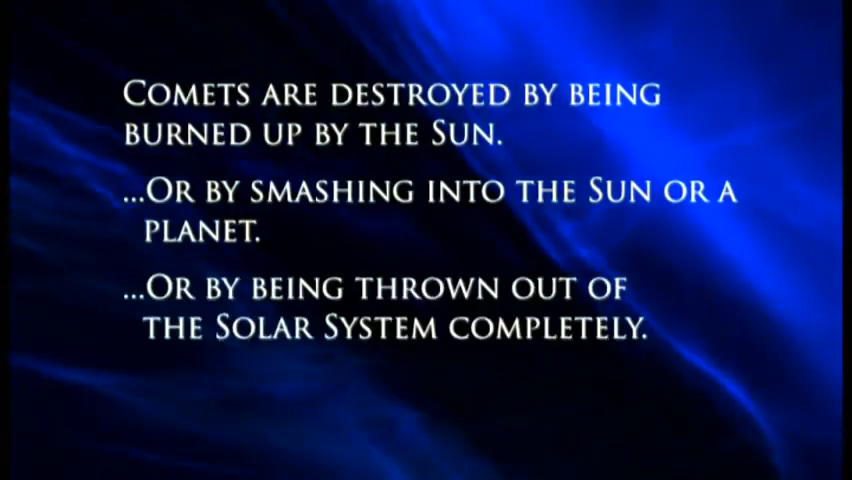 Comets are destroyed by being
burned up by the Sun.
...Or by smashing into the Sun or a
planet.
...Or by being thrown out of
the Solar System completely.